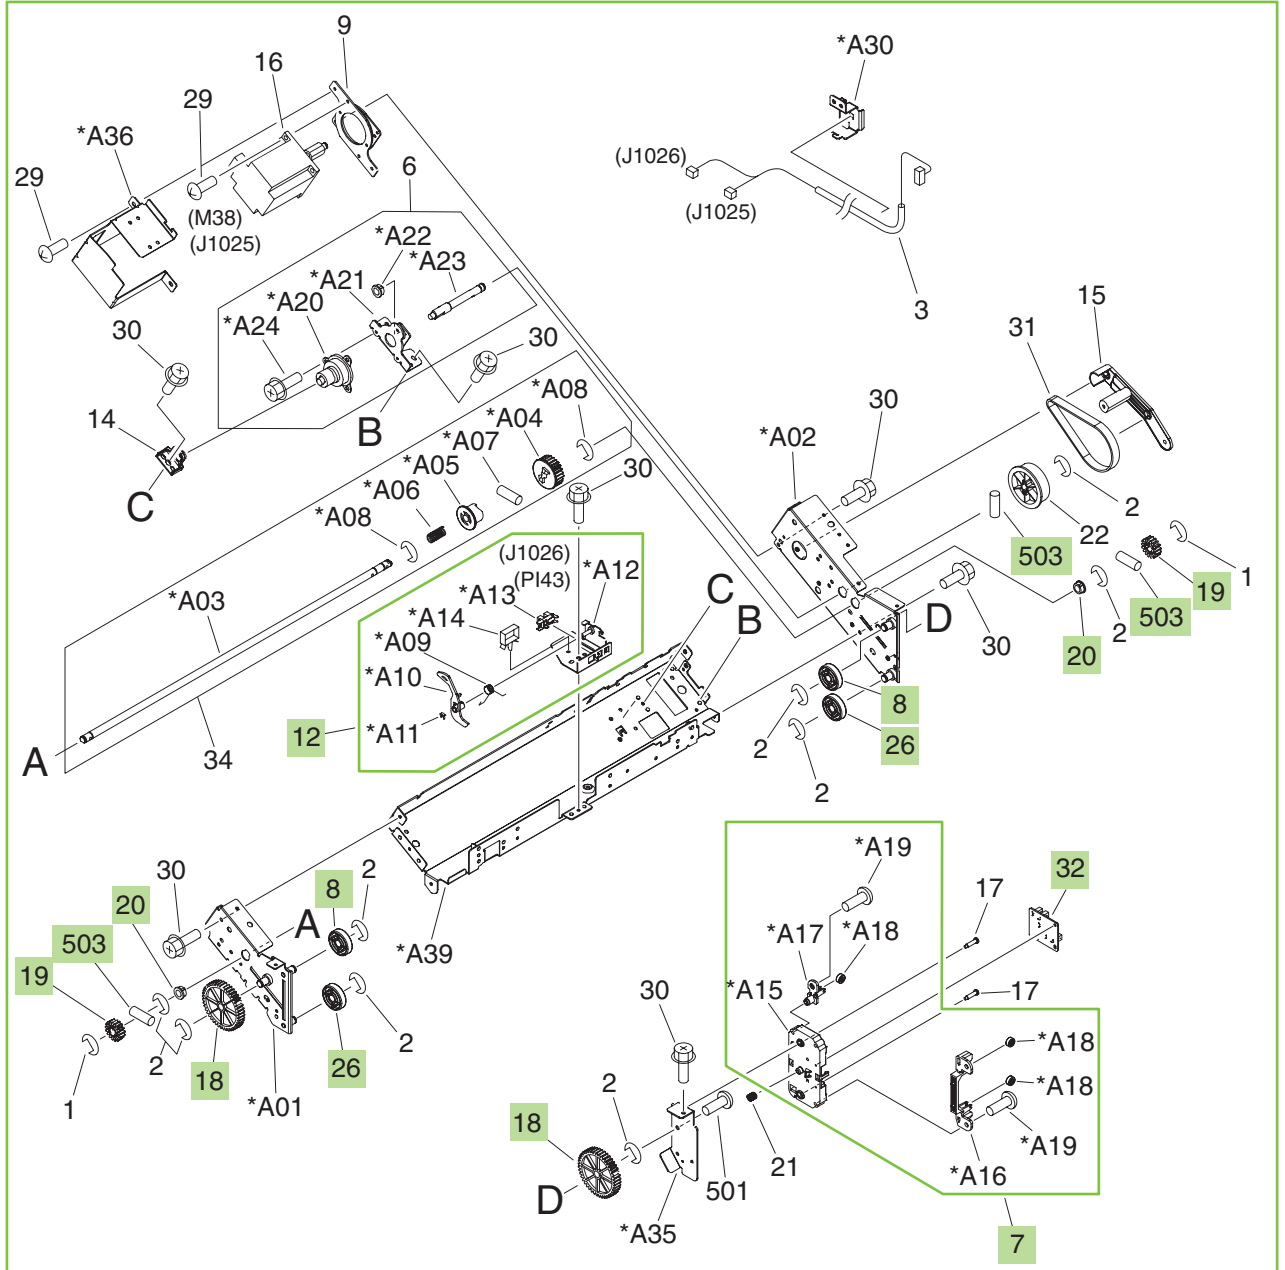 9
*A30
16
29
*A36
(J1026)
6
29
(M38)
(J1025)
(J1025)
*A22
*A23
3
*A21
15
*A20
30
31
*A24
30
*A08
30
14
*A04
B
*A02
*A07
C
*A05
30
*A06
2
*A08
22
503
(J1026)
1
(PI43)
19
*A12
C
*A03
*A13
503
2
D
*A14
B
30
*A09
20
*A10
8
2
12
*A11
A
34
26
2
*A19
30
8
2
32
17
20
A
*A17
*A18
503
*A39
19
*A15
30
17
2
2
*A18
18
26
*A18
1
*A01
2
18
*A19
21
*A16
D
501
*A35
7